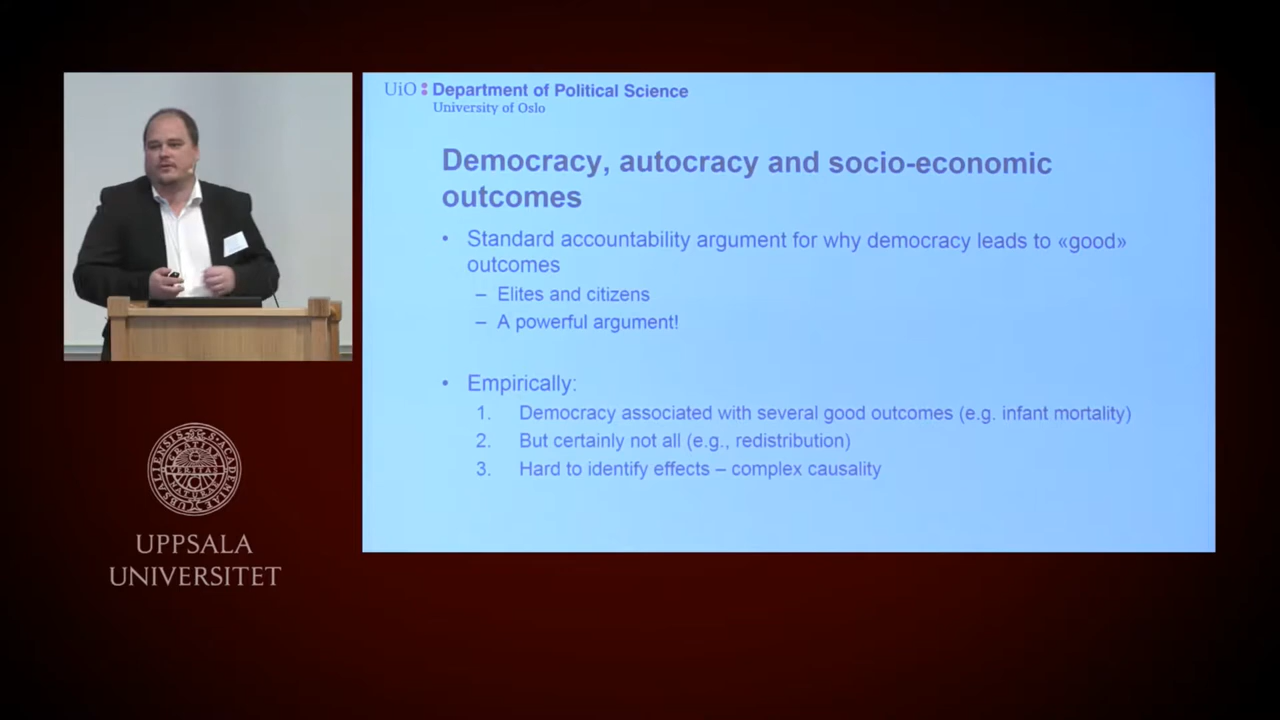 UiO : Department of Political Science
University of Oslo
Democracy, autocracy and socio-economic
outcomes
• Standard accountability argument for why democracy leads to «good»
outcomes
– Elites and citizens
– A powerful argument!
• Empirically:
1. Democracy associated with several good outcomes (e.g. infant mortality)
2. But certainly not all (e.g., redistribution)
3. Hard to identify effects – complex causality
UPPSALA
UNIVERSITET